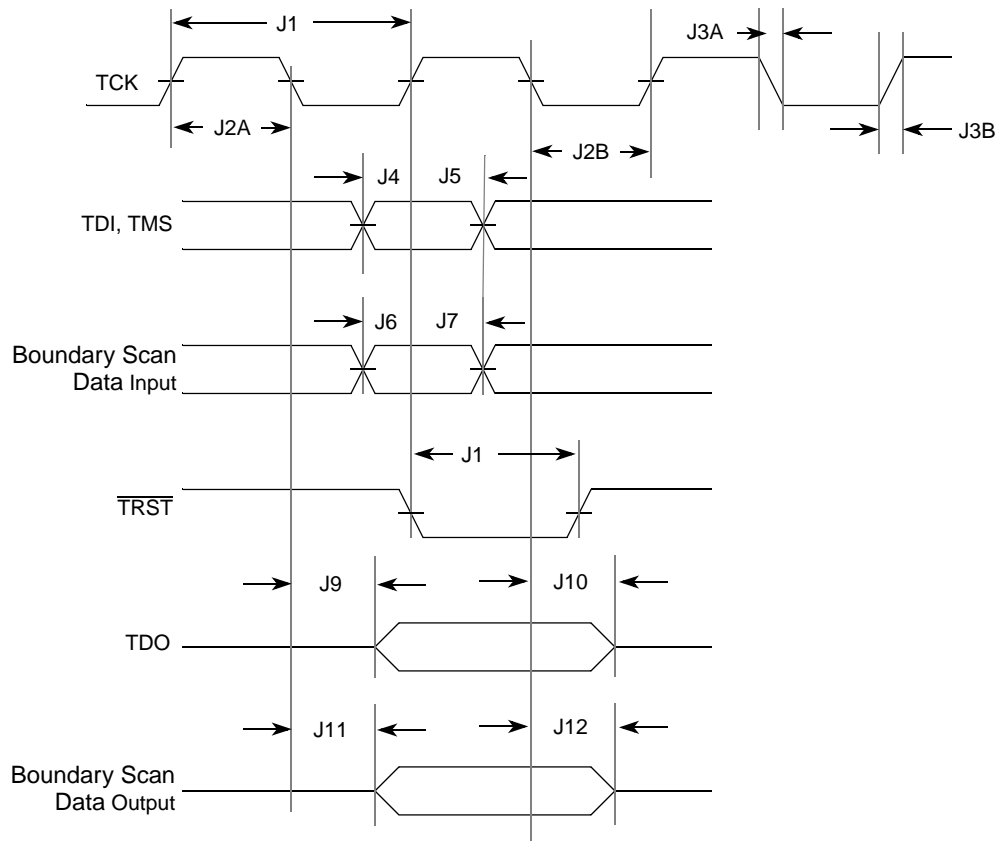 J1
J3A
TCK
J2A
J2B
J3B
J4
J5
TDI, TMS
J6
J7
Boundary Scan
Data Input
J1
TRST
J9
J10
TDO
J11
J12
Boundary Scan
Data Output